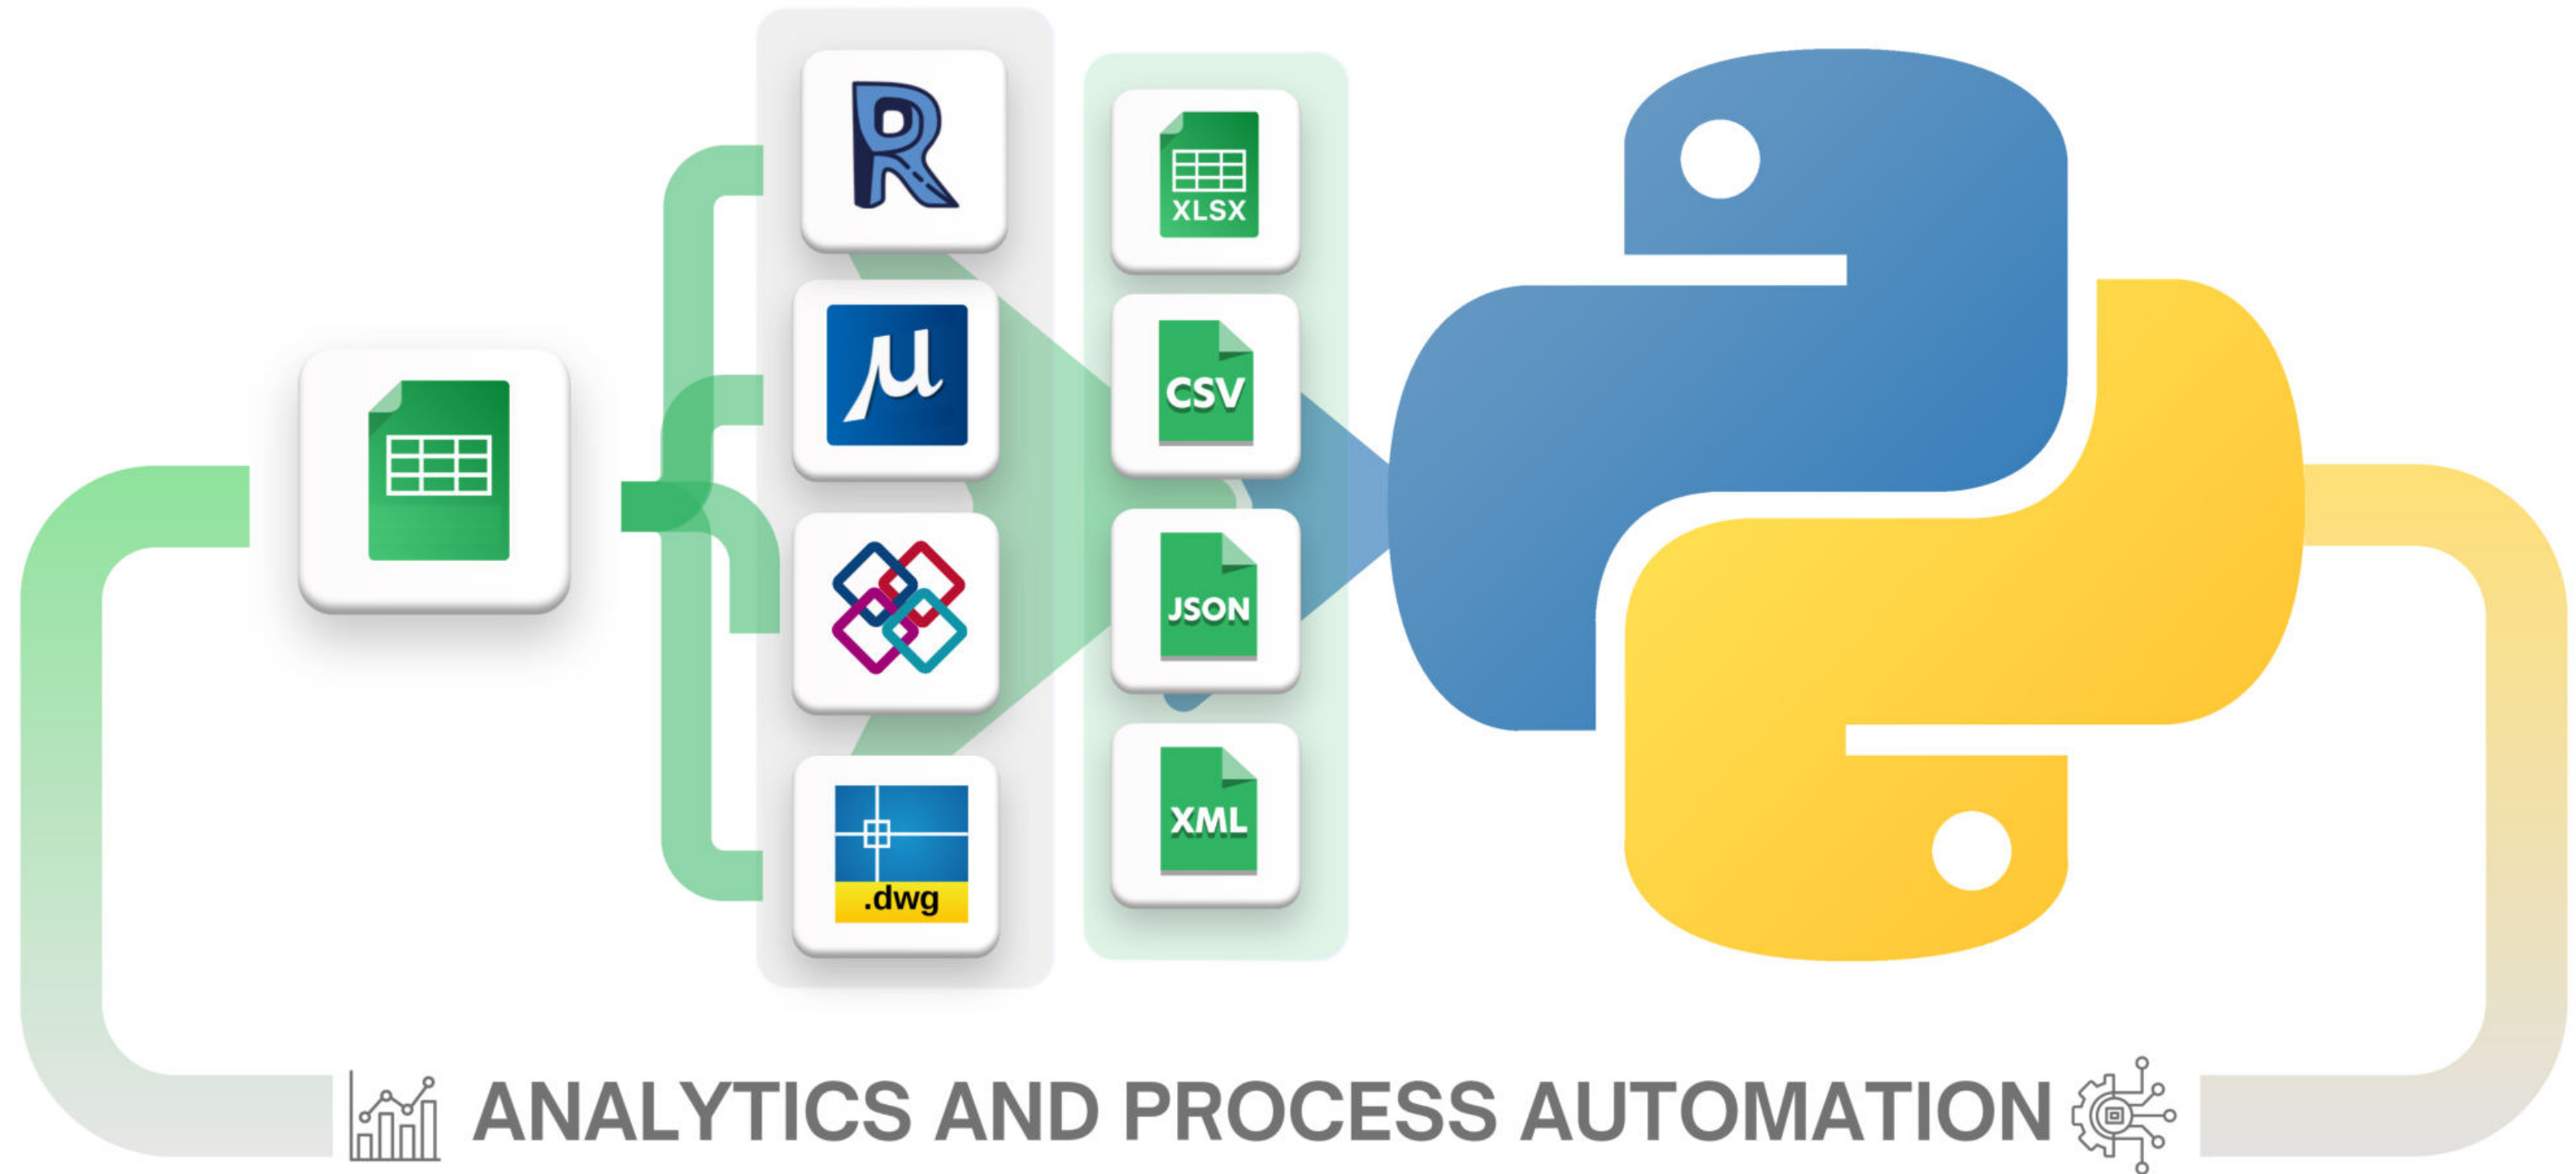 R
μ
.dwg
XLSX
CSV
JSON
XML
ANALYTICS AND PROCESS AUTOMATION